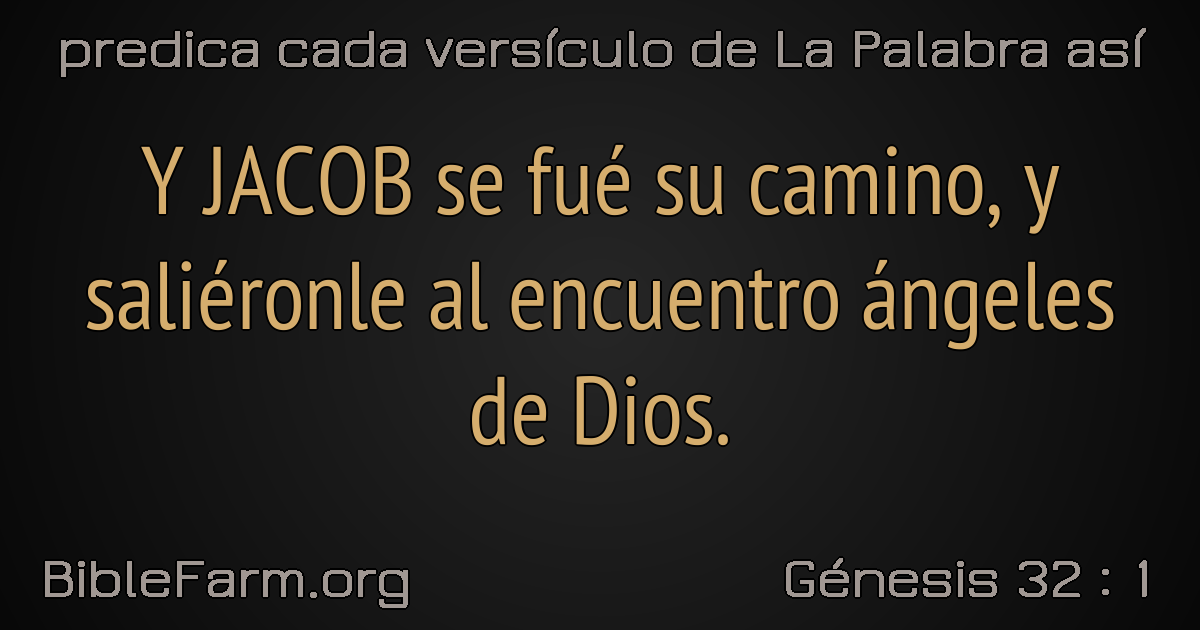 predica cada versículo de La Palabra así
Y JACOB se fué su camino, y
saliéronle al encuentro ángeles
de Dios.
BibleFarm.org
Génesis 32 : 1